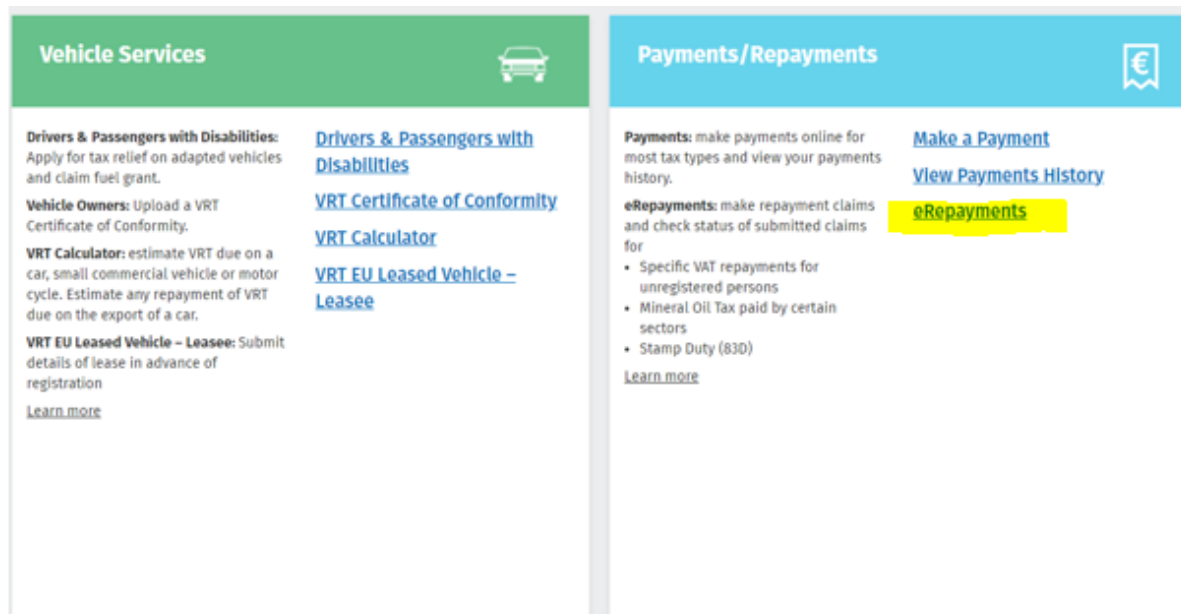 Vehicle Services
Drivers & Passengers with Disabilities:
Apply for tax relief on adapted vehicles
and claim fuel grant.
Vehicle Owners: Upload a VRT
Certificate of Conformity.
VRT Calculator: estimate VRT due on a
car, small commercial vehicle or motor
cycle. Estimate any repayment of VRT
due on the export of a car.
VRT EU Leased Vehicle – Leasee: Submit
details of lease in advance of
registration
Learn more
Drivers & Passengers with
Disabilities
VRT Certificate of Conformity
VRT Calculator
VRT EU Leased Vehicle –
Leasee
Payments/Repayments
€
Payments: make payments online for
most tax types and view your payments
history.
eRepayments: make repayment claims
and check status of submitted claims
for
• Specific VAT repayments for
unregistered persons
• Mineral Oil Tax paid by certain
sectors
• Stamp Duty (83D)
Learn more
Make a Payment
View Payments History
eRepayments